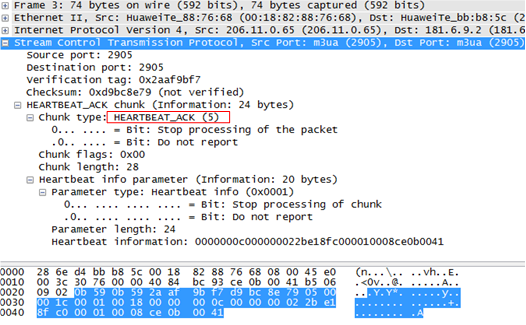 Frame 3: 74 bytes on wire (592 bits), 74 bytes captured (592 bits)
Ethernet II, Src: HuaweiTe_88:76:68 (00:18:82:88:76:68), Dst: HuaweiTe_bb:b8:5c (2
Internet Protocol Version 4, Src: 206.11.0.65 (206.11.0.65), Dst: 181.6.9.2 (181.6
Stream Control Transmission Protocol, Src Port: m3ua (2905), Dst Port: m3ua (2905)
Source port: 2905
Destination port: 2905
Verification tag: 0x2aaf9bf7
Checksum: 0xd9bc8e79 (not verified)
HEARTBEAT_ACK chunk (Information: 24 bytes)
Chunk type: HEARTBEAT_ACK (5)
0... .... = Bit: Stop processing of the packet
.0.. .... = Bit: Do not report
Chunk flags: 0x00
Chunk length: 28
Heartbeat info parameter (Information: 20 bytes)
Parameter type: Heartbeat info (0x0001)
0... .... .... .... = Bit: Stop processing of chunk
.0.. .... .... .... = Bit: Do not report
Parameter length: 24
Heartbeat information: 0000000c000000022be18fc000010008ce0b0041
0000 28 6e d4 bb b8 5c 00 18 82 88 76 68 08 00 45 e0 (n...\.. ..vh..E.
0010 00 3c 30 76 00 00 40 84 bc 93 ce 0b 00 41 b5 06 .<0v..@. .....A..
0020 09 02 0b 59 0b 59 2a af 9b f7 d9 bc 8e 79 05 00 ...Y.Y*. .....y..
0030 00 1c 00 01 00 18 00 00 00 0c 00 00 00 02 2b e1 ........ ......+.
0040 8f c0 00 01 00 08 ce 0b 00 41 ........ .A